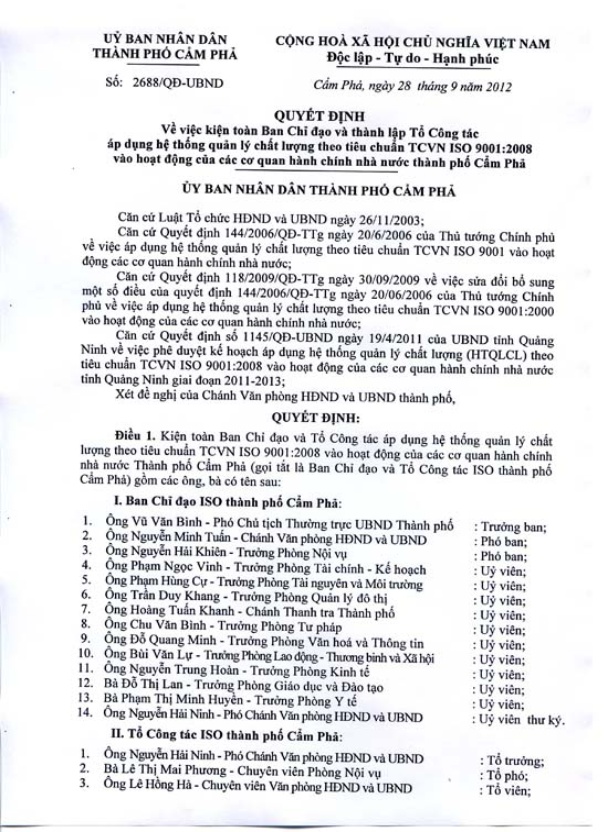 UỶ BAN NHÂN DÂN
THÀNH PHỐ CẨM PHẢ
Số: 2688/QĐ-UBND
CỘNG HOÀ XÃ HỘI CHỦ NGHĨA VIỆT NAM
Độc lập - Tự do - Hạnh phúc
Cẩm Phả, ngày 28 tháng 9 năm 2012
QUYẾT ĐỊNH
Về việc kiện toàn Ban Chỉ đạo và thành lập Tổ Công tác
áp dụng hệ thống quản lý chất lượng theo tiêu chuẩn TCVN ISO 9001:2008
vào hoạt động của các cơ quan hành chính nhà nước thành phố Cẩm Phả
ỦY BAN NHÂN DÂN THÀNH PHỐ CẨM PHẢ
Căn cứ Luật Tổ chức HĐND và UBND ngày 26/11/2003;
Căn cứ Quyết định 144/2006/QĐ-TTg ngày 20/6/2006 của Thủ tướng Chính phủ
về việc áp dụng hệ thống quản lý chất lượng theo tiêu chuẩn TCVN ISO 9001 vào hoạt
động các cơ quan hành chính nhà nước;
Căn cứ Quyết định 118/2009/QĐ-TTg ngày 30/09/2009 về việc sửa đổi bổ sung
một số điều của quyết định 144/2006/QĐ-TTg ngày 20/06/2006 của Thủ tướng Chính
phủ về việc áp dụng hệ thống quản lý chất lượng theo tiêu chuẩn TCVN ISO 9001:2000
vào hoạt động của các cơ quan hành chính nhà nước;
Căn cứ Quyết định số 1145/QĐ-UBND ngày 19/4/2011 của UBND tỉnh Quảng
Ninh về việc phê duyệt kế hoạch áp dụng hệ thống quản lý chất lượng (HTQLCL) theo
tiêu chuẩn TCVN ISO 9001:2008 vào hoạt động của các cơ quan hành chính nhà nước
tỉnh Quảng Ninh giai đoạn 2011-2013;
Xét đề nghị của Chánh Văn phòng HĐND và UBND thành phố,
QUYẾT ĐỊNH:
Điều 1. Kiện toàn Ban Chỉ đạo và Tổ Công tác áp dụng hệ thống quản lý chất
lượng theo tiêu chuẩn TCVN ISO 9001:2008 vào hoạt động của các cơ quan hành chính
nhà nước Thành phố Cẩm Phả (gọi tắt là Ban Chỉ đạo và Tổ Công tác ISO thành phố
Cẩm Phả) gồm các ông, bà có tên sau:
I. Ban Chỉ đạo ISO thành phố Cẩm Phả:
1. Ông Vũ Văn Bình - Phó Chủ tịch Thường trực UBND Thành phố : Trưởng ban;
2. Ông Nguyễn Minh Tuấn - Chánh Văn phòng HĐND và UBND : Phó ban;
3. Ông Nguyễn Hải Khiên - Trưởng Phòng Nội vụ : Phó ban;
4. Ông Phạm Ngọc Vinh - Trưởng Phòng Tài chính - Kế hoạch : Uỷ viên;
5. Ông Phạm Hùng Cự - Trưởng Phòng Tài nguyên và Môi trường : Uỷ viên;
6. Ông Trần Duy Khang - Trưởng Phòng Quản lý đô thị : Uỷ viên;
7. Ông Hoàng Tuấn Khanh - Chánh Thanh tra Thành phố : Uỷ viên;
8. Ông Chu Văn Bình - Trưởng Phòng Tư pháp : Uỷ viên;
9. Ông Đỗ Quang Minh - Trưởng Phòng Văn hoá và Thông tin : Uỷ viên;
10. Ông Bùi Văn Lự - Trưởng Phòng Lao động - Thương binh và Xã hội : Uỷ viên;
11. Ông Nguyễn Trung Hoàn - Trưởng Phòng Kinh tế : Uỷ viên;
12. Bà Đỗ Thị Lan - Trưởng Phòng Giáo dục và Đào tạo : Uỷ viên;
13. Bà Phạm Thị Minh Huyền - Trưởng Phòng Y tế : Uỷ viên;
14. Ông Nguyễn Hải Ninh - Phó Chánh Văn phòng HĐND và UBND : Uỷ viên thư ký.
II. Tổ Công tác ISO thành phố Cẩm Phả:
1. Ông Nguyễn Hải Ninh - Phó Chánh Văn phòng HĐND và UBND : Tổ trưởng;
2. Bà Lê Thị Mai Phương - Chuyên viên Phòng Nội vụ : Tổ phó;
3. Ông Lê Hồng Hà - Chuyên viên Văn phòng HĐND và UBND : Tổ viên;